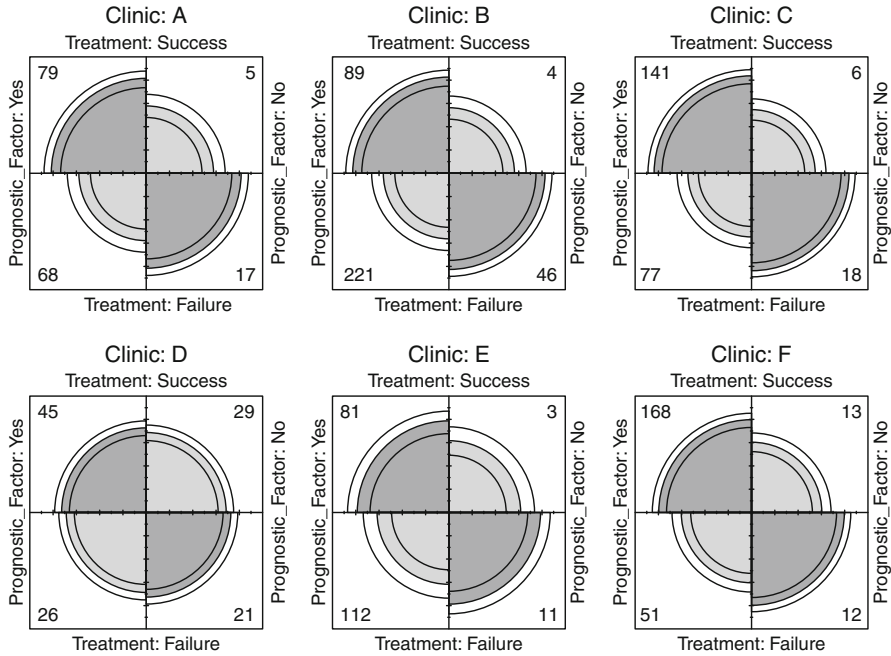 Clinic: A
Treatment: Success
Prognostic_Factor: Yes
79
5
68
17
Prognostic_Factor: No
Treatment: Failure
Clinic: B
Treatment: Success
Prognostic_Factor: Yes
89
4
221
46
Prognostic_Factor: No
Treatment: Failure
Clinic: C
Treatment: Success
Prognostic_Factor: Yes
141
6
77
18
Prognostic_Factor: No
Treatment: Failure
Clinic: D
Treatment: Success
Prognostic_Factor: Yes
45
29
26
21
Prognostic_Factor: No
Treatment: Failure
Clinic: E
Treatment: Success
Prognostic_Factor: Yes
81
3
112
11
Prognostic_Factor: No
Treatment: Failure
Clinic: F
Treatment: Success
Prognostic_Factor: Yes
168
13
51
12
Prognostic_Factor: No
Treatment: Failure